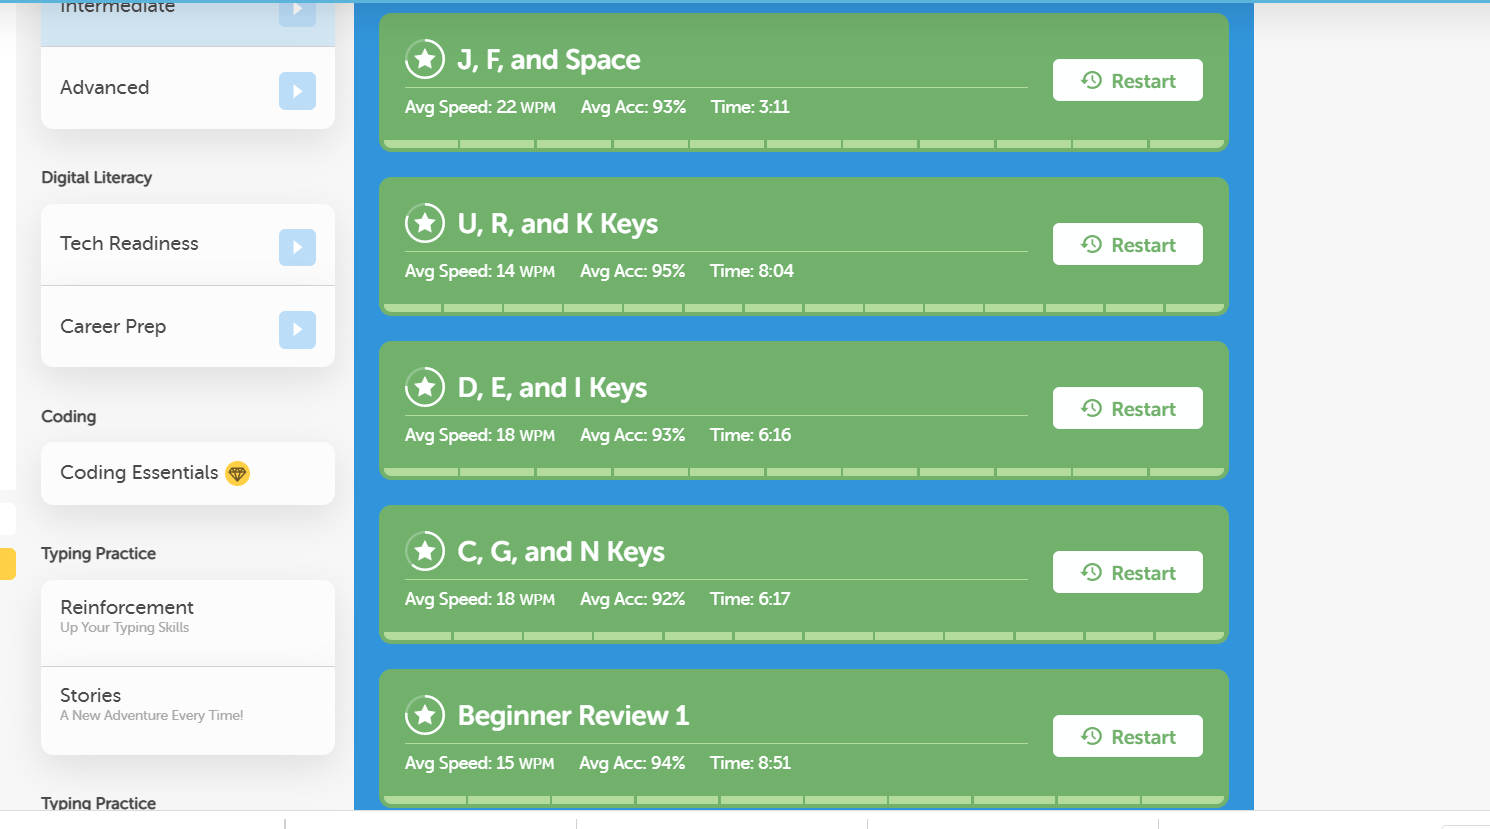 Intermediate
Advanced
Digital Literacy
Tech Readiness
Career Prep
Coding
Coding Essentials
Typing Practice
Reinforcement
Up Your Typing Skills
Stories
A New Adventure Every Time!
Typing Practice
J, F, and Space
Avg Speed: 22 WPM Avg Acc: 93% Time: 3:11
Restart
U, R, and K Keys
Avg Speed: 14 WPM Avg Acc: 95% Time: 8:04
Restart
D, E, and I Keys
Avg Speed: 18 WPM Avg Acc: 93% Time: 6:16
Restart
C, G, and N Keys
Avg Speed: 18 WPM Avg Acc: 92% Time: 6:17
Restart
Beginner Review 1
Avg Speed: 15 WPM Avg Acc: 94% Time: 8:51
Restart